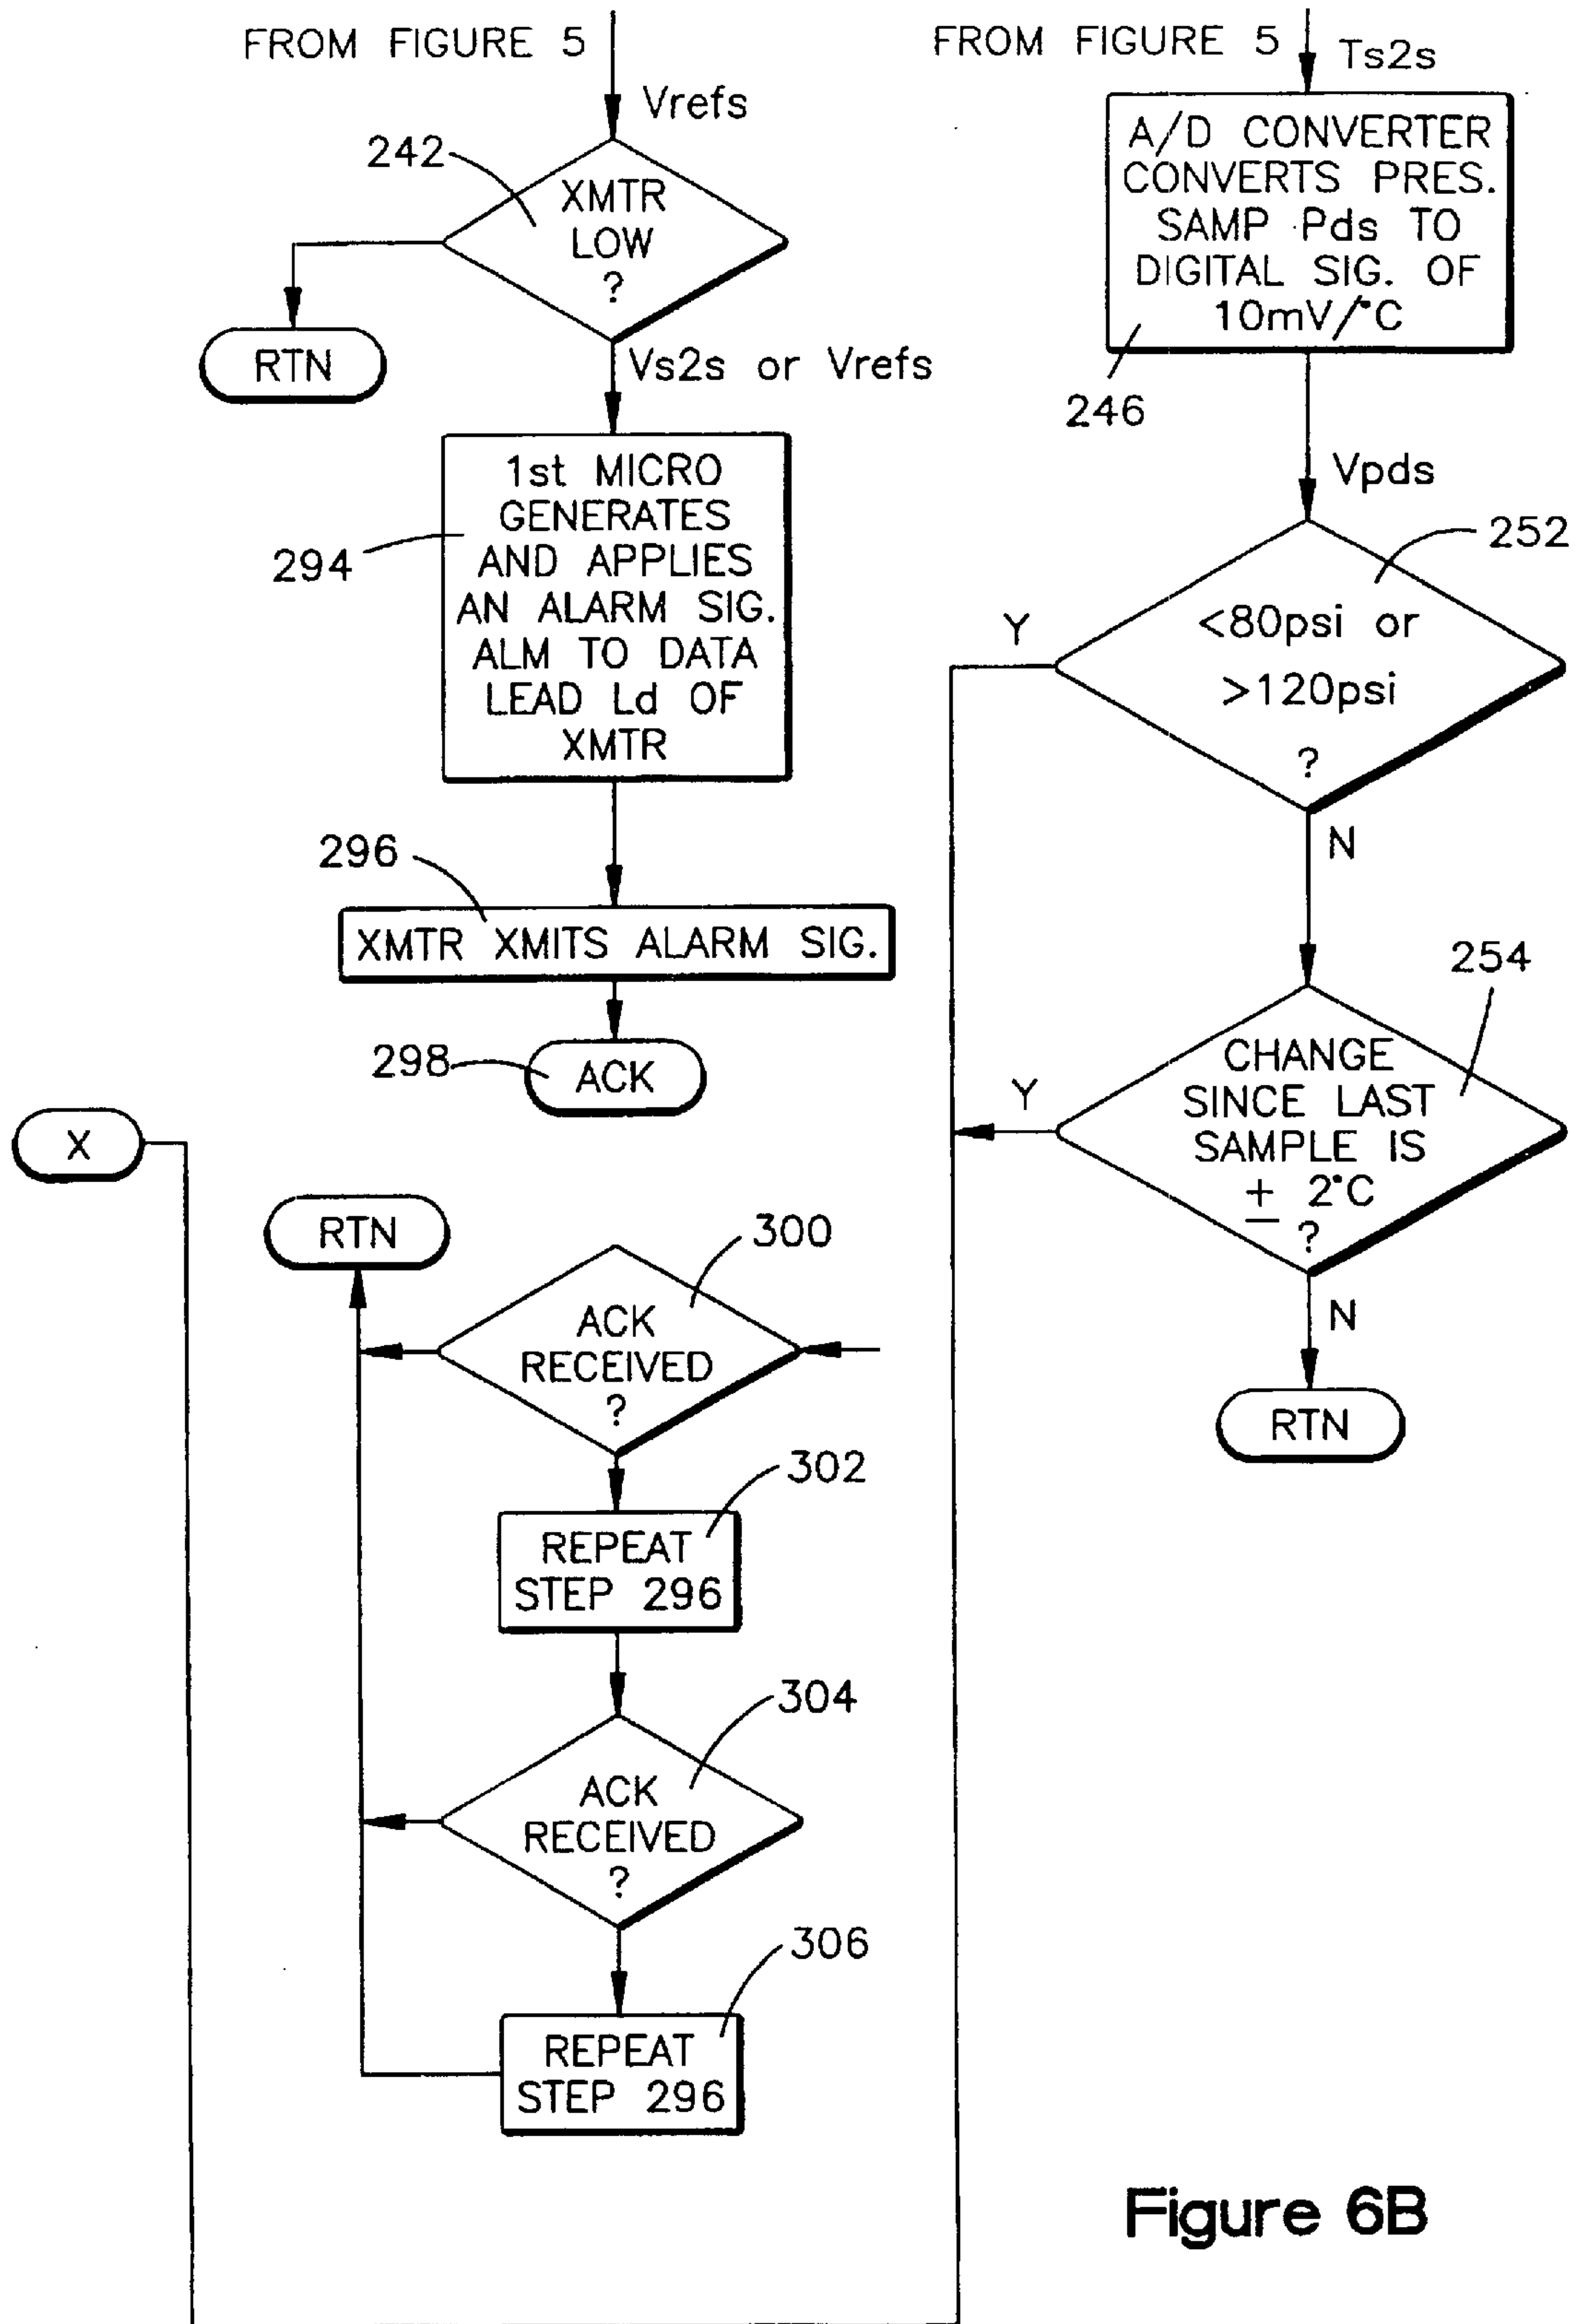 FROM FIGURE 5
Vrefs
242
XMTR
LOW
?
RTN
Vs2s or Vrefs
294
1st MICRO
GENERATES
AND APPLIES
AN ALARM SIG.
ALM TO DATA
LEAD Ld OF
XMTR
296
XMTR XMITS ALARM SIG.
298
ACK
X
RTN
300
ACK
RECEIVED
?
302
REPEAT
STEP 296
304
ACK
RECEIVED
?
306
REPEAT
STEP 296
FROM FIGURE 5
Ts2s
A/D CONVERTER
CONVERTS PRES.
SAMP Pds TO
DIGITAL SIG. OF
10mV/°C
246
Vpds
252
<80psi or
>120psi
?
Y
N
254
CHANGE
SINCE LAST
SAMPLE IS
± 2°C
?
Y
N
RTN
Figure 6B